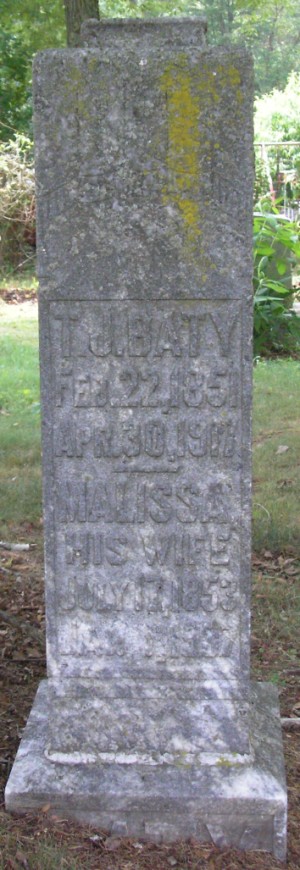 T. J. BATY
FEB. 22, 1851
APR. 30, 1917
MALISSA,
HIS WIFE
JULY 17, 1853